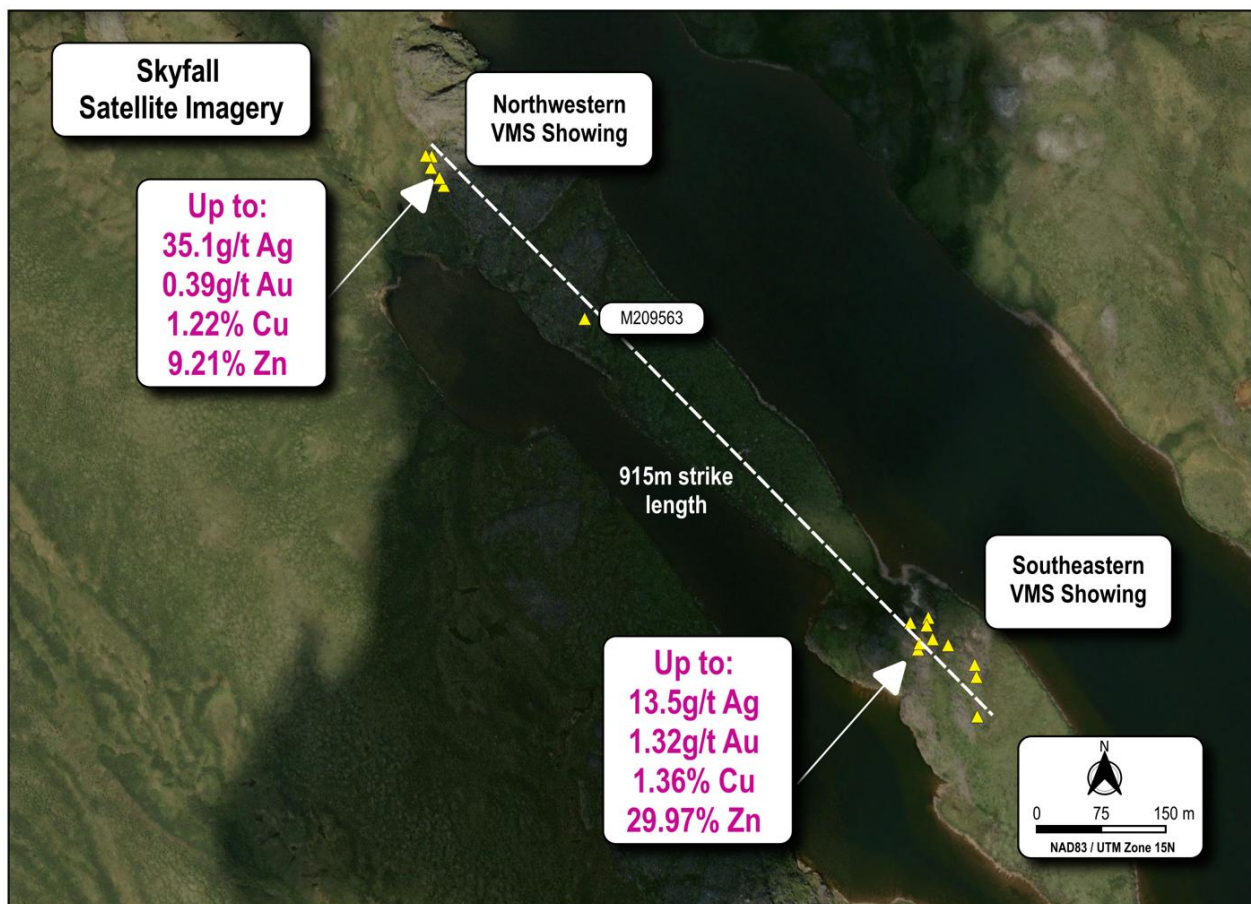 Skyfall
Satellite Imagery
Northwestern
VMS Showing
Up to:
35.1g/t Ag
0.39g/t Au
1.22% Cu
9.21% Zn
M209563
915m strike
length
Southeastern
VMS Showing
Up to:
13.5g/t Ag
1.32g/t Au
1.36% Cu
29.97% Zn
N
0 75 150 m
NAD83 / UTM Zone 15N